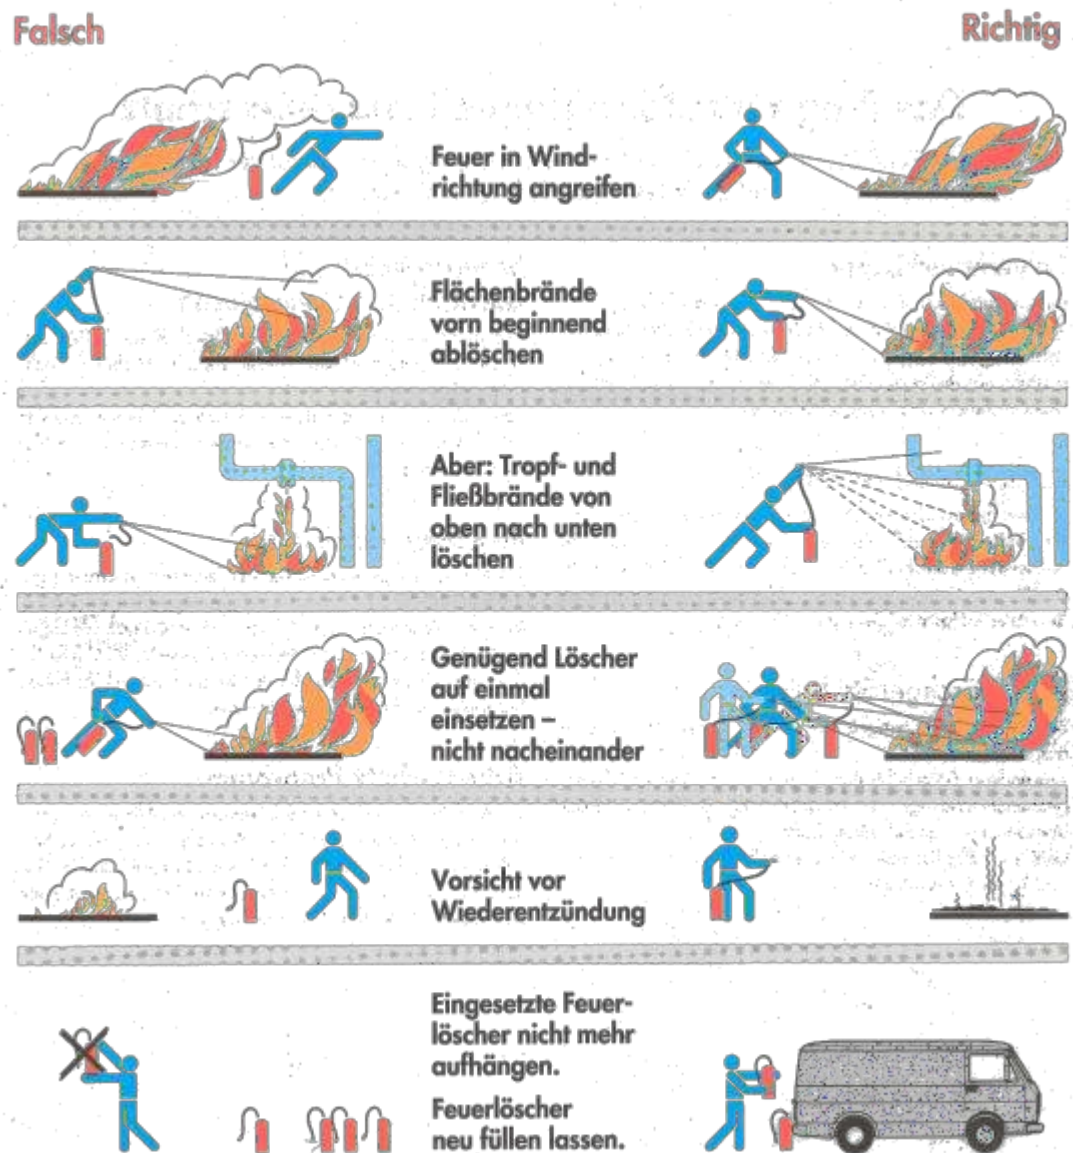 Falsch
Richtig
Feuer in Wind-
richtung angreifen
Flächenbrände
vorn beginnend
ablöschen
Aber: Tropf- und
Fließbrände von
oben nach unten
löschen
Genügend Löscher
auf einmal
einsetzen –
nicht nacheinander
Vorsicht vor
Wiederentzündung
Eingesetzte Feuer-
löscher nicht mehr
aufhängen.
Feuerlöscher
neu füllen lassen.